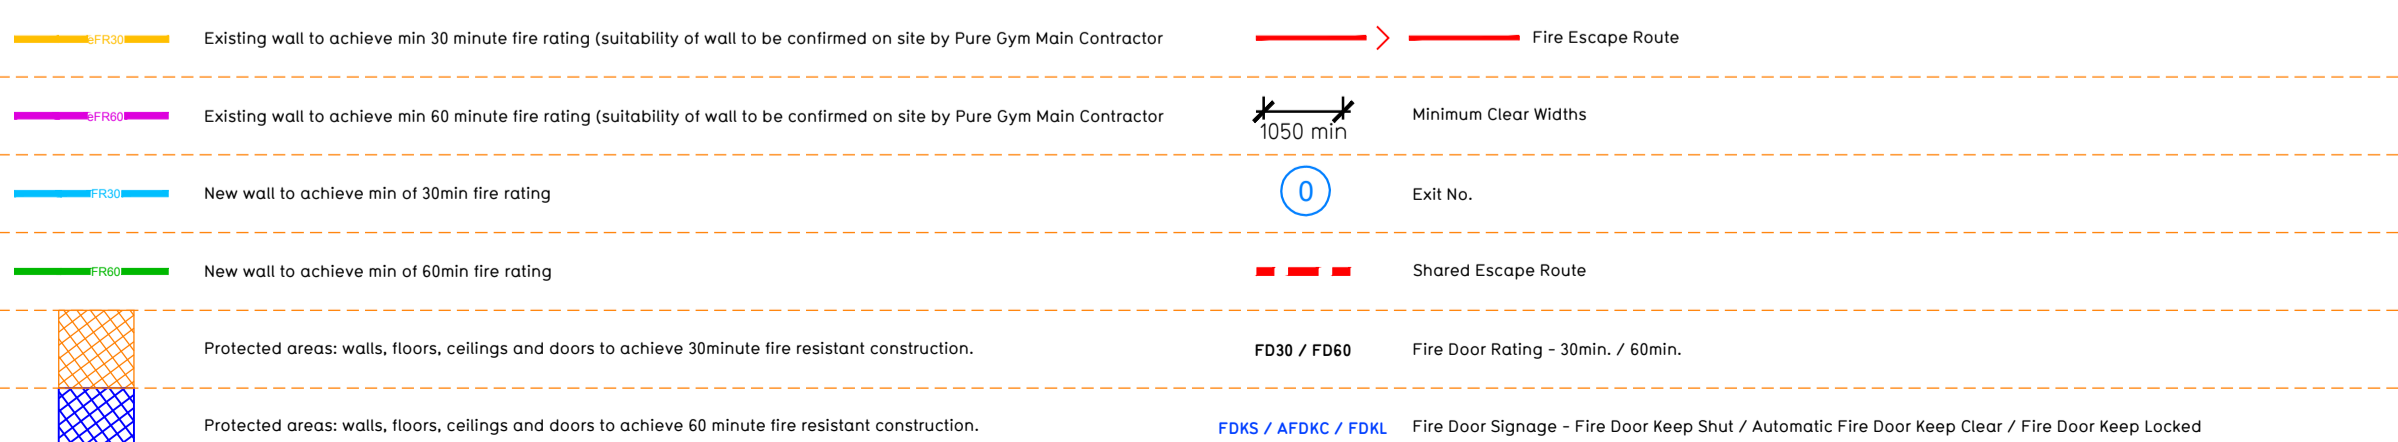 eFR30 Existing wall to achieve min 30 minute fire rating (suitability of wall to be confirmed on site by Pure Gym Main Contractor
Fire Escape Route
eFR60 Existing wall to achieve min 60 minute fire rating (suitability of wall to be confirmed on site by Pure Gym Main Contractor
1050 min Minimum Clear Widths
FR30 New wall to achieve min of 30min fire rating
0 Exit No.
FR60 New wall to achieve min of 60min fire rating
Shared Escape Route
Protected areas: walls, floors, ceilings and doors to achieve 30minute fire resistant construction.
FD30 / FD60 Fire Door Rating - 30min. / 60min.
Protected areas: walls, floors, ceilings and doors to achieve 60 minute fire resistant construction.
FDKS / AFDKC / FDKL Fire Door Signage - Fire Door Keep Shut / Automatic Fire Door Keep Clear / Fire Door Keep Locked